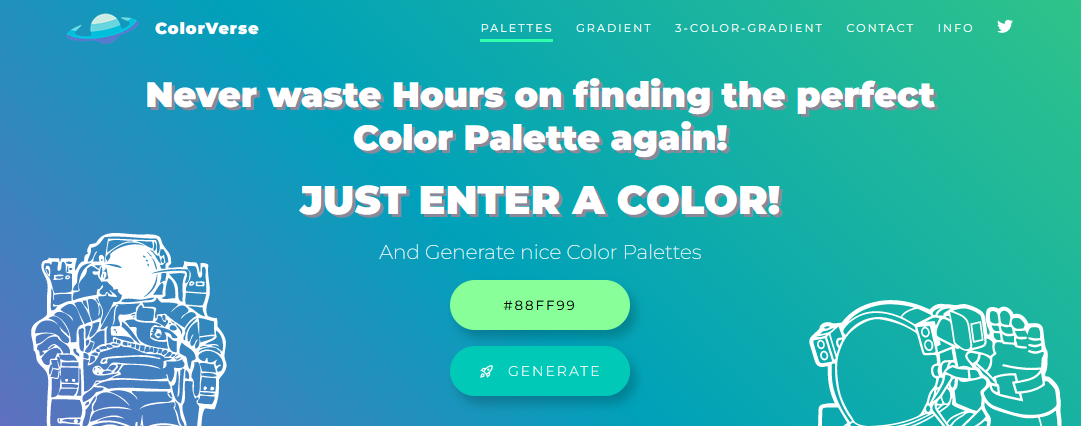 ColorVerse
PALETTES
GRADIENT
3-COLOR-GRADIENT
CONTACT
INFO
Never waste Hours on finding the perfect
Color Palette again!
JUST ENTER A COLOR!
And Generate nice Color Palettes
#88FF99
GENERATE